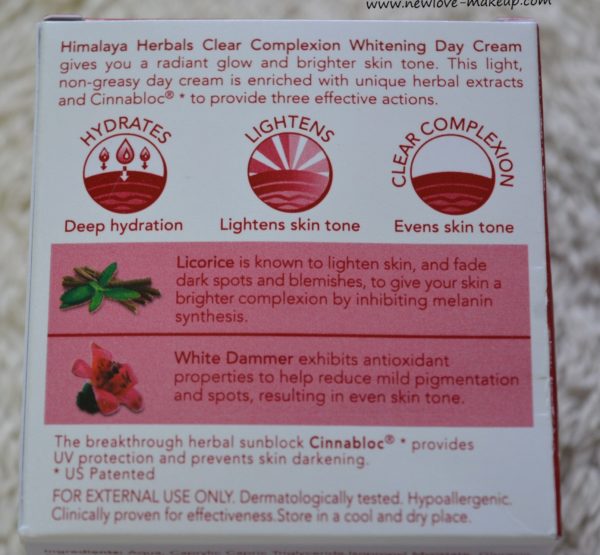 www.newlove-makeup.com
Himalaya Herbals Clear Complexion Whitening Day Cream
gives you a radiant glow and brighter skin tone. This light,
non-greasy day cream is enriched with unique herbal extracts
and Cinnabloc® * to provide three effective actions.
HYDRATES
LIGHTENS
CLEAR COMPLEXION
Deep hydration
Lightens skin tone
Evens skin tone
Licorice is known to lighten skin, and fade
dark spots and blemishes, to give your skin a
brighter complexion by inhibiting melanin
synthesis.
White Dammer exhibits antioxidant
properties to help reduce mild pigmentation
and spots, resulting in even skin tone.
The breakthrough herbal sunblock Cinnabloc® * provides
UV protection and prevents skin darkening.
* US Patented
FOR EXTERNAL USE ONLY. Dermatologically tested. Hypoallergenic.
Clinically proven for effectiveness.Store in a cool and dry place.
Ingredients: Aqua, Caprylic Capric Triglyceride